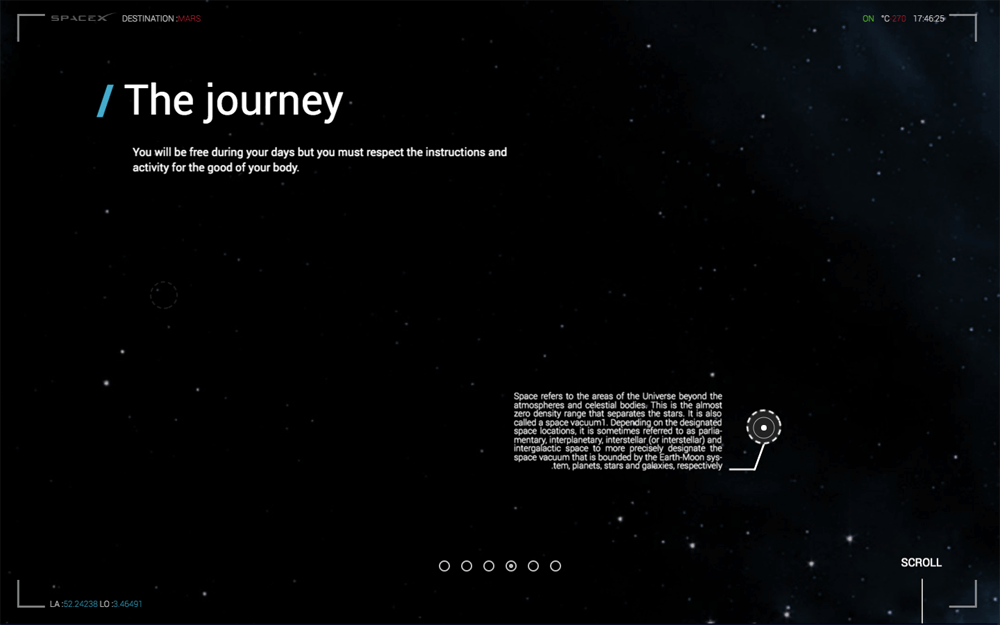 SPACEX DESTINATION :MARS
ON °C 270 17:46:25
/ The journey
You will be free during your days but you must respect the instructions and
activity for the good of your body.
Space refers to the areas of the Universe beyond the
atmospheres and celestial bodies. This is the almost
zero density range that separates the stars. It is also
called a space vacuum1. Depending on the designated
space locations, it is sometimes referred to as parlia-
mentary, interplanetary, interstellar (or interstellar) and
intergalactic space to more precisely designate the
space vacuum that is bounded by the Earth-Moon sys-
.tem, planets, stars and galaxies, respectively
SCROLL
LA :52.24238 LO :3.46491